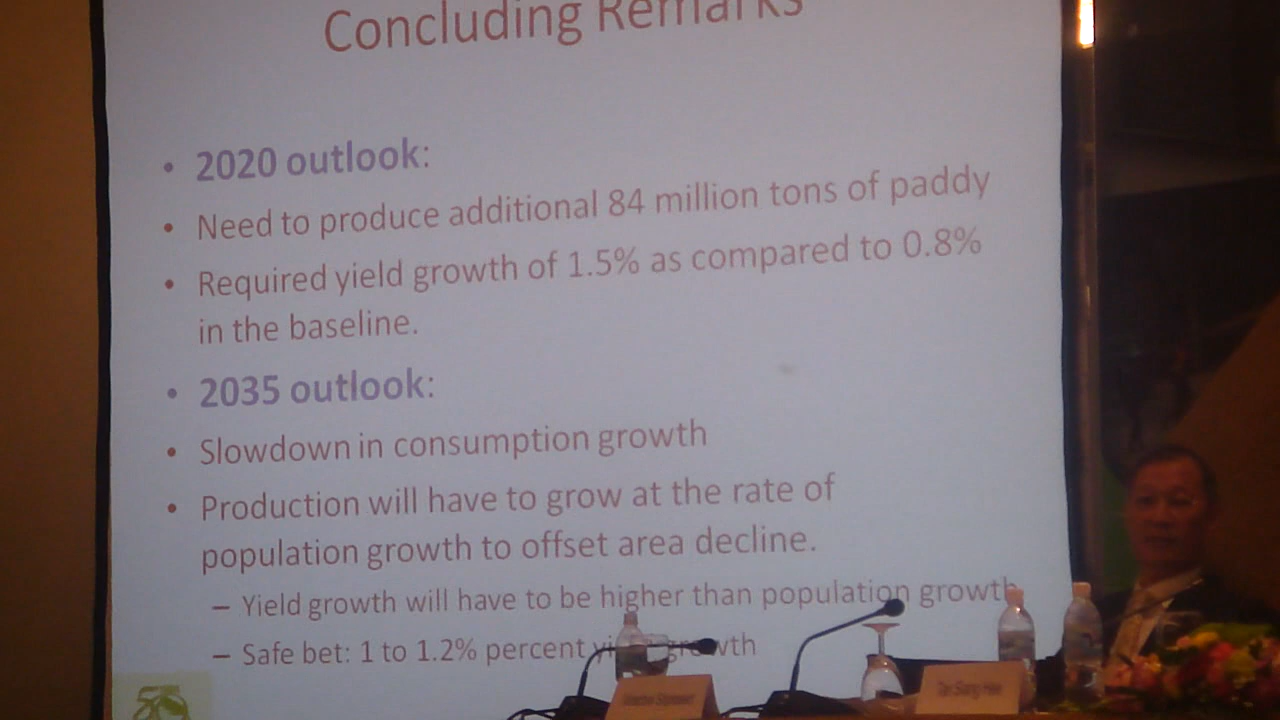 Concluding Remarks
• 2020 outlook:
• Need to produce additional 84 million tons of paddy
• Required yield growth of 1.5% as compared to 0.8%
in the baseline.
• 2035 outlook:
• Slowdown in consumption growth
• Production will have to grow at the rate of
population growth to offset area decline.
– Yield growth will have to be higher than population growth
– Safe bet: 1 to 1.2% percent yield growth